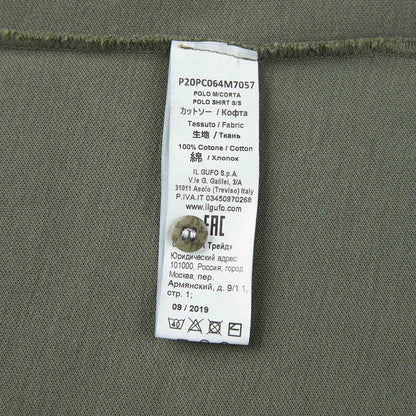 P20PC064M7057
POLO M/CORTA
POLO SHIRT S/S
カットソー / Кофта
Tessuto / Fabric
生地 / Ткань
100% Cotone / Cotton
綿 / Хлопок
IL GUFO S.p.A.
V.le G. Galilei, 3/A
31011 Asolo (Treviso) Italy
P.IVA.IT 03450970268
www.ilgufo.com
EAC
Трейд»
Юридический адрес
101000, Россия, город
Москва, пер.
Армянский, д. 9/1 1,
стр. 1;
09 / 2019
40